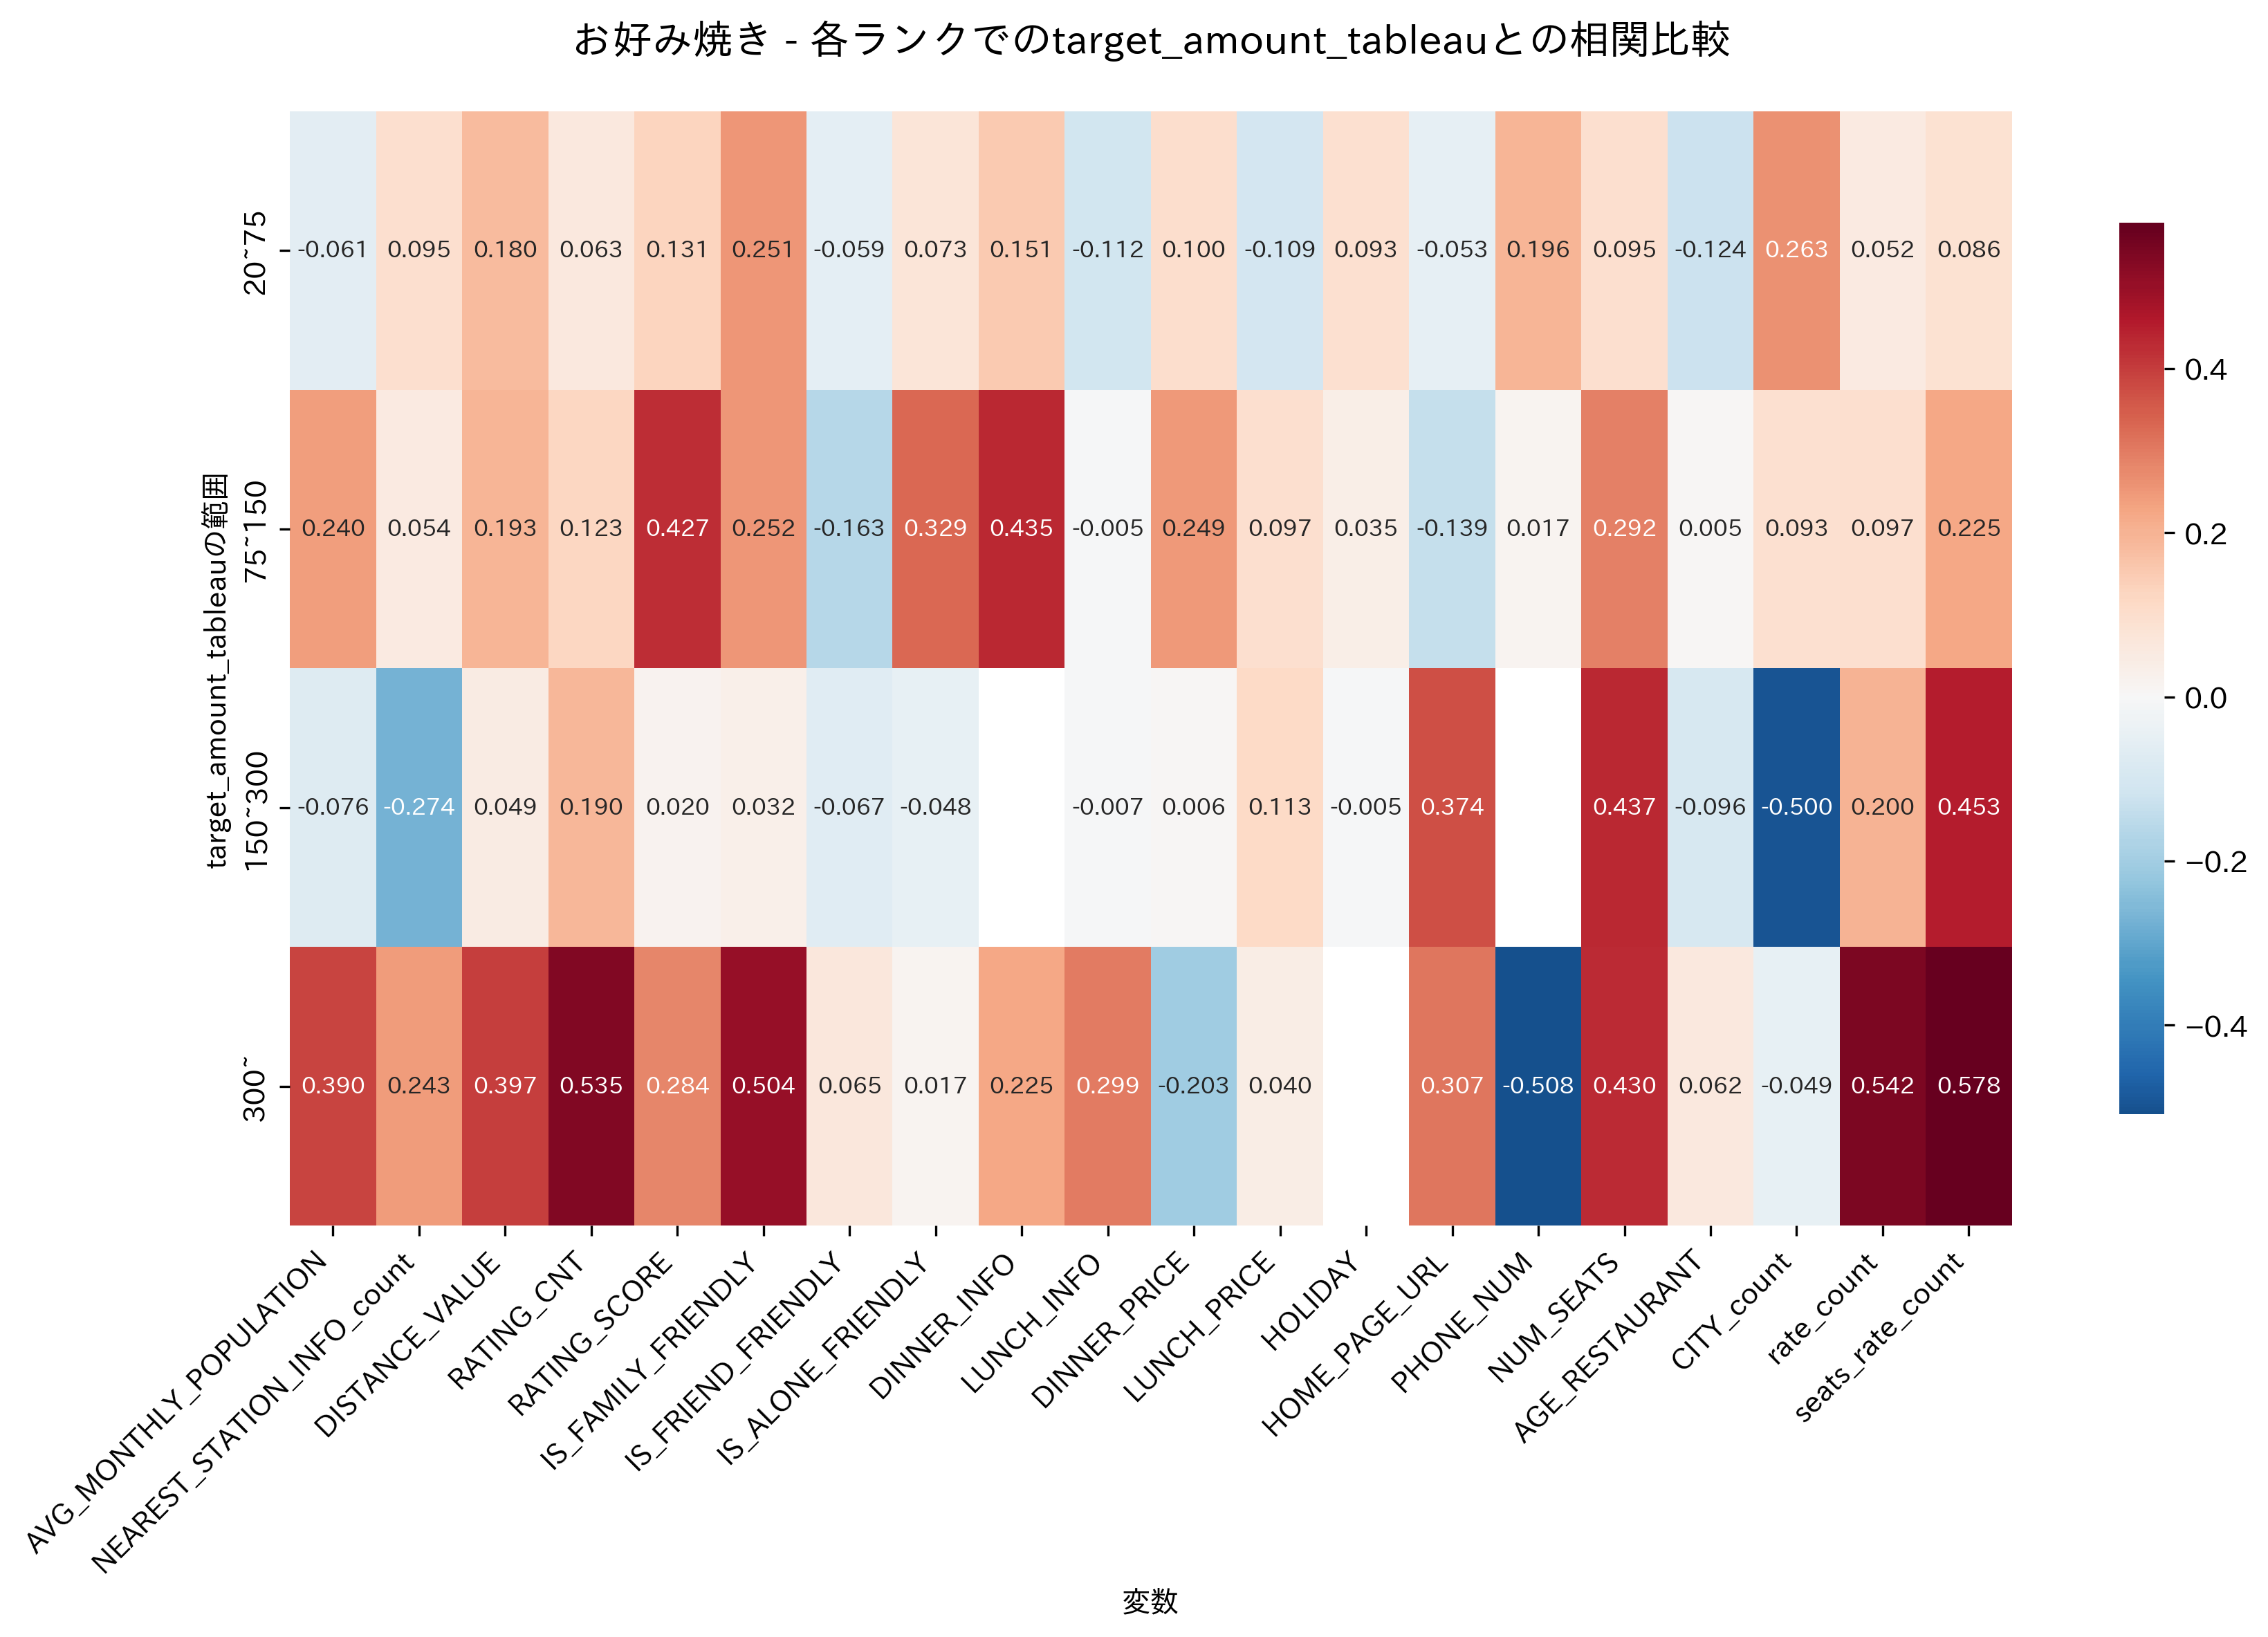 お好み焼き - 各ランクでのtarget_amount_tableauとの相関比較
target_amount_tableauの範囲
20~75
-0.061 0.095 0.180 0.063 0.131 0.251 -0.059 0.073 0.151 -0.112 0.100 -0.109 0.093 -0.053 0.196 0.095 -0.124 0.263 0.052 0.086
75~150
0.240 0.054 0.193 0.123 0.427 0.252 -0.163 0.329 0.435 -0.005 0.249 0.097 0.035 -0.139 0.017 0.292 0.005 0.093 0.097 0.225
150~300
-0.076 -0.274 0.049 0.190 0.020 0.032 -0.067 -0.048 -0.007 0.006 0.113 -0.005 0.374 0.437 -0.096 -0.500 0.200 0.453
300~
0.390 0.243 0.397 0.535 0.284 0.504 0.065 0.017 0.225 0.299 -0.203 0.040 0.307 -0.508 0.430 0.062 -0.049 0.542 0.578
AVG_MONTHLY_POPULATION
NEAREST_STATION_INFO_count
DISTANCE_VALUE
RATING_CNT
RATING_SCORE
IS_FAMILY_FRIENDLY
IS_FRIEND_FRIENDLY
IS_ALONE_FRIENDLY
DINNER_INFO
LUNCH_INFO
DINNER_PRICE
LUNCH_PRICE
HOLIDAY
HOME_PAGE_URL
PHONE_NUM
NUM_SEATS
AGE_RESTAURANT
CITY_count
rate_count
seats_rate_count
変数
0.4
0.2
0.0
−0.2
−0.4